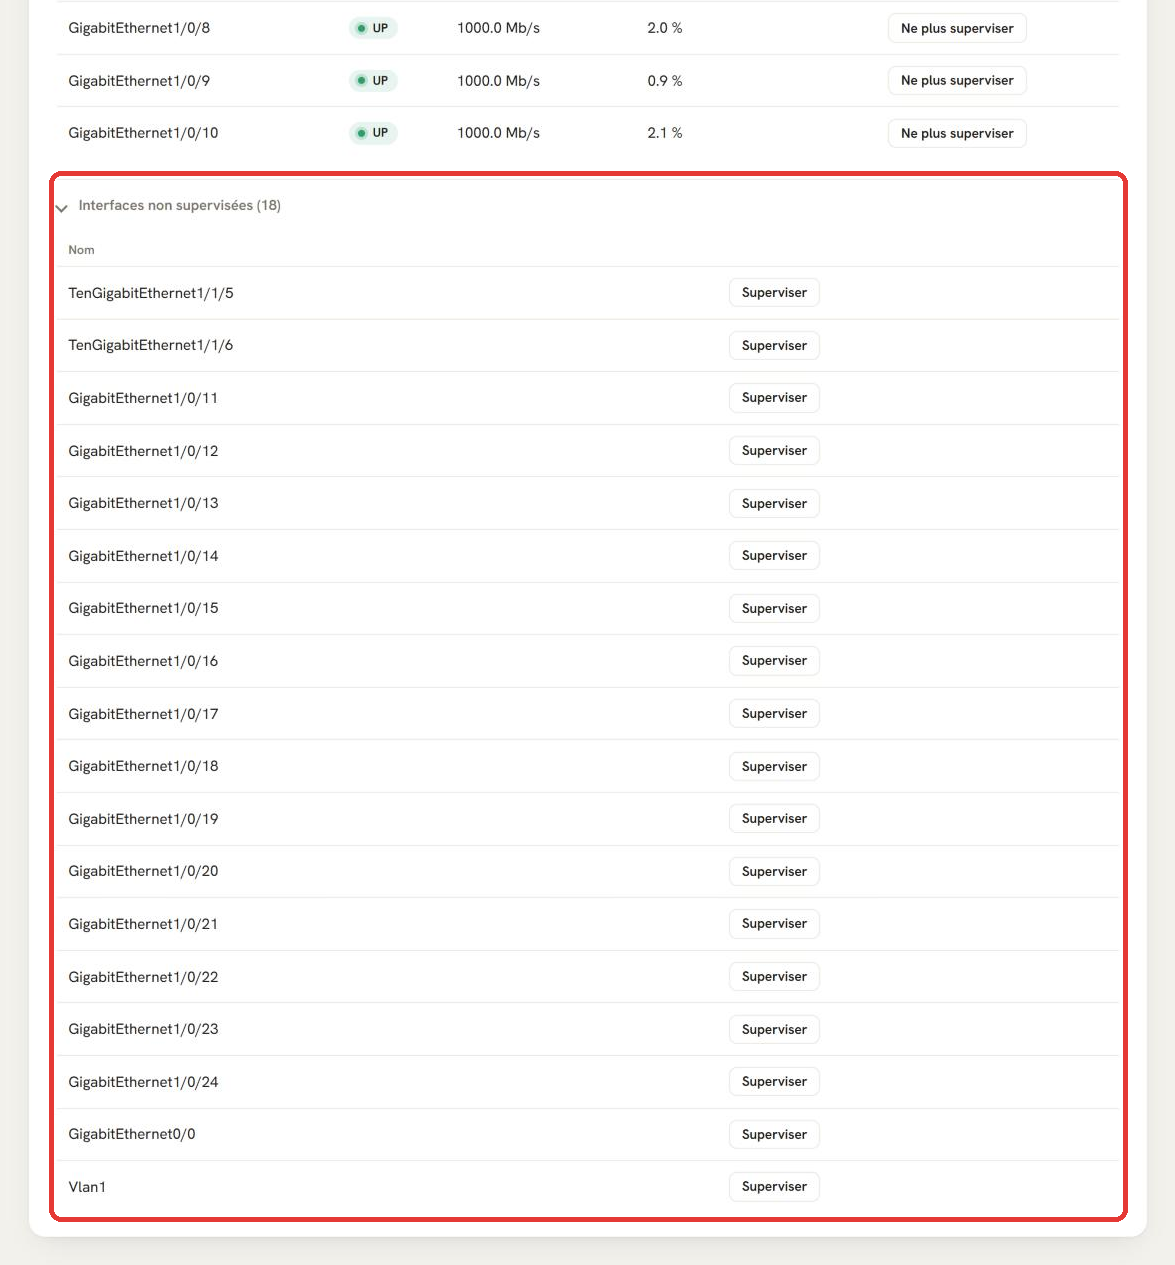 GigabitEthernet1/0/8 UP 1000.0 Mb/s 2.0 % Ne plus superviser
GigabitEthernet1/0/9 UP 1000.0 Mb/s 0.9 % Ne plus superviser
GigabitEthernet1/0/10 UP 1000.0 Mb/s 2.1 % Ne plus superviser
Interfaces non supervisées (18)
Nom
TenGigabitEthernet1/1/5 Superviser
TenGigabitEthernet1/1/6 Superviser
GigabitEthernet1/0/11 Superviser
GigabitEthernet1/0/12 Superviser
GigabitEthernet1/0/13 Superviser
GigabitEthernet1/0/14 Superviser
GigabitEthernet1/0/15 Superviser
GigabitEthernet1/0/16 Superviser
GigabitEthernet1/0/17 Superviser
GigabitEthernet1/0/18 Superviser
GigabitEthernet1/0/19 Superviser
GigabitEthernet1/0/20 Superviser
GigabitEthernet1/0/21 Superviser
GigabitEthernet1/0/22 Superviser
GigabitEthernet1/0/23 Superviser
GigabitEthernet1/0/24 Superviser
GigabitEthernet0/0 Superviser
Vlan1 Superviser